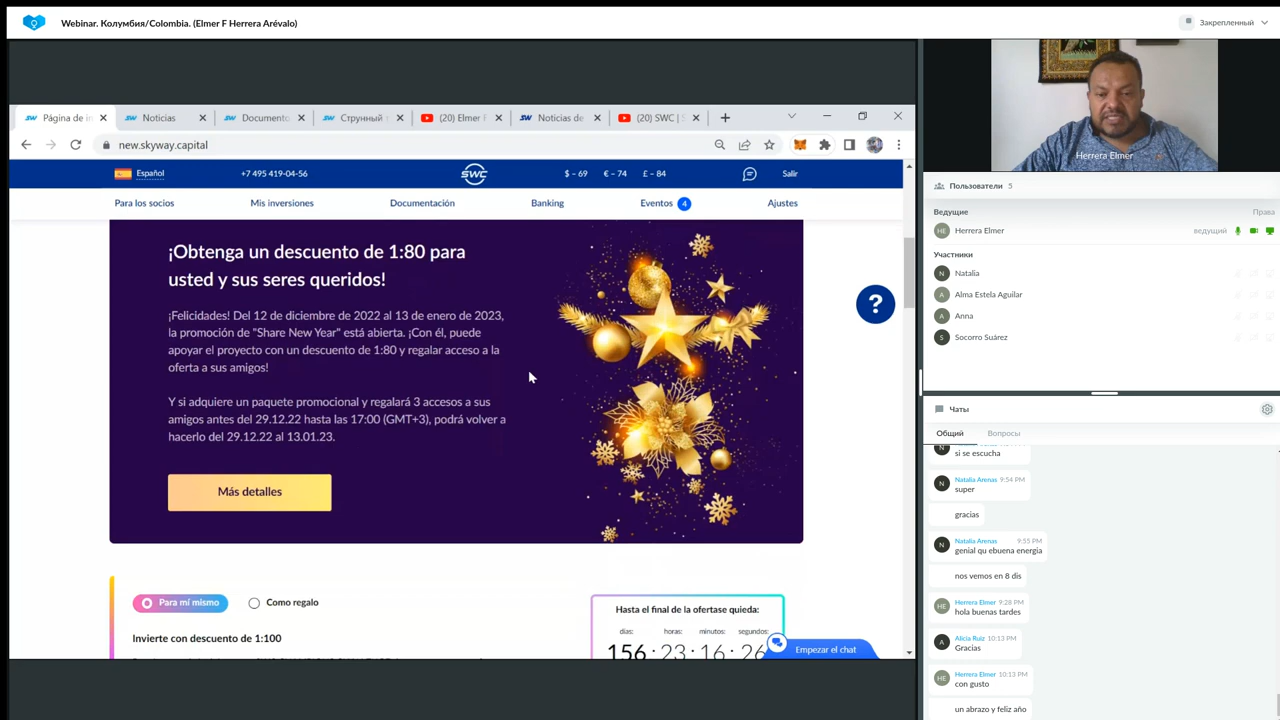 Webinar. Колумбия/Colombia. (Elmer F Herrera Arévalo)
Закрепленный
Página de in
Noticias
Documento
Струнный т
(20) Elmer F
Noticias de
(20) SWC | S
new.skyway.capital
Español
+7 495 419-04-56
SWC
$ – 69
€ – 74
£ – 84
Salir
Para los socios
Mis inversiones
Documentación
Banking
Eventos 4
Ajustes
¡Obtenga un descuento de 1:80 para
usted y sus seres queridos!
¡Felicidades! Del 12 de diciembre de 2022 al 13 de enero de 2023,
la promoción de "Share New Year" está abierta. ¡Con él, puede
apoyar el proyecto con un descuento de 1:80 y regalar acceso a la
oferta a sus amigos!
Y si adquiere un paquete promocional y regalará 3 accesos a sus
amigos antes del 29.12.22 hasta las 17:00 (GMT+3), podrá volver a
hacerlo del 29.12.22 al 13.01.23.
Más detalles
?
Para mí mismo
Como regalo
Invierte con descuento de 1:100
Hasta el final de la ofertase quieda:
días:
horas:
minutos:
segundos:
156 : 23 : 16 : 26
Empezar el chat
Herrera Elmer
Пользователи 5
Ведущие
Права
HE
Herrera Elmer
ведущий
Участники
N
Natalia
A
Alma Estela Aguilar
A
Anna
S
Socorro Suárez
Чаты
Общий
Вопросы
N
si se escucha
N
Natalia Arenas 9:54 PM
super
gracias
N
Natalia Arenas 9:55 PM
genial qu ebuena energia
nos vemos en 8 dis
HE
Herrera Elmer 9:28 PM
hola buenas tardes
A
Alicia Ruiz 10:13 PM
Gracias
HE
Herrera Elmer 10:13 PM
con gusto
un abrazo y feliz año